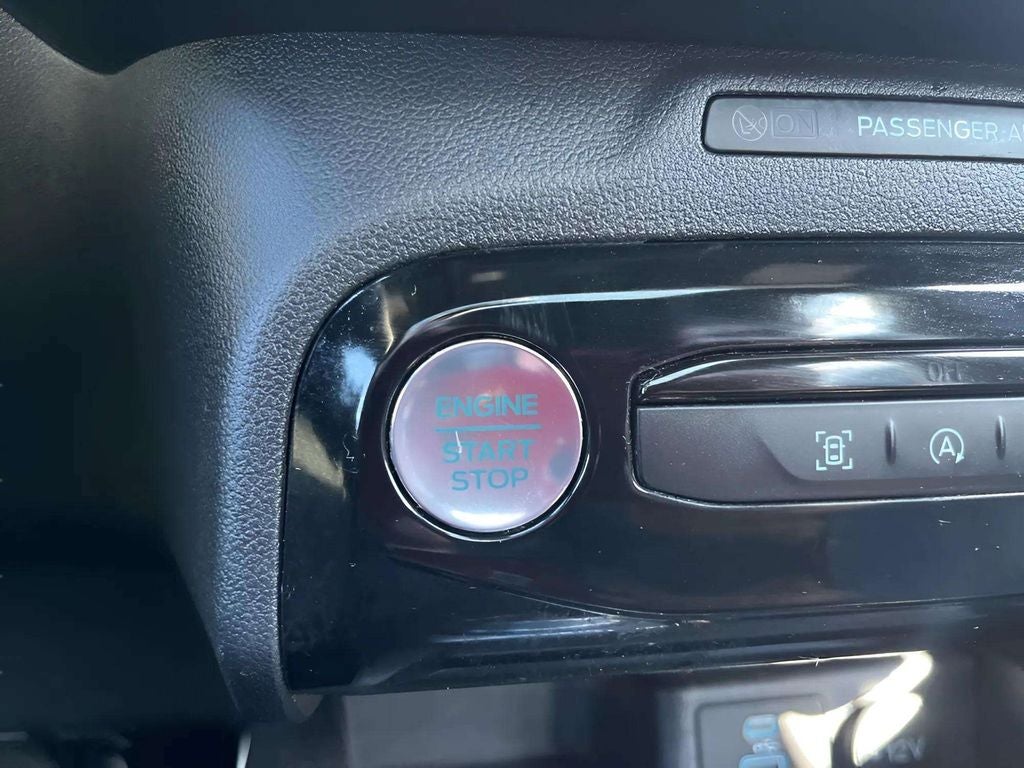 ON PASSENGER A
OFF
ENGINE
START
STOP
A
12V